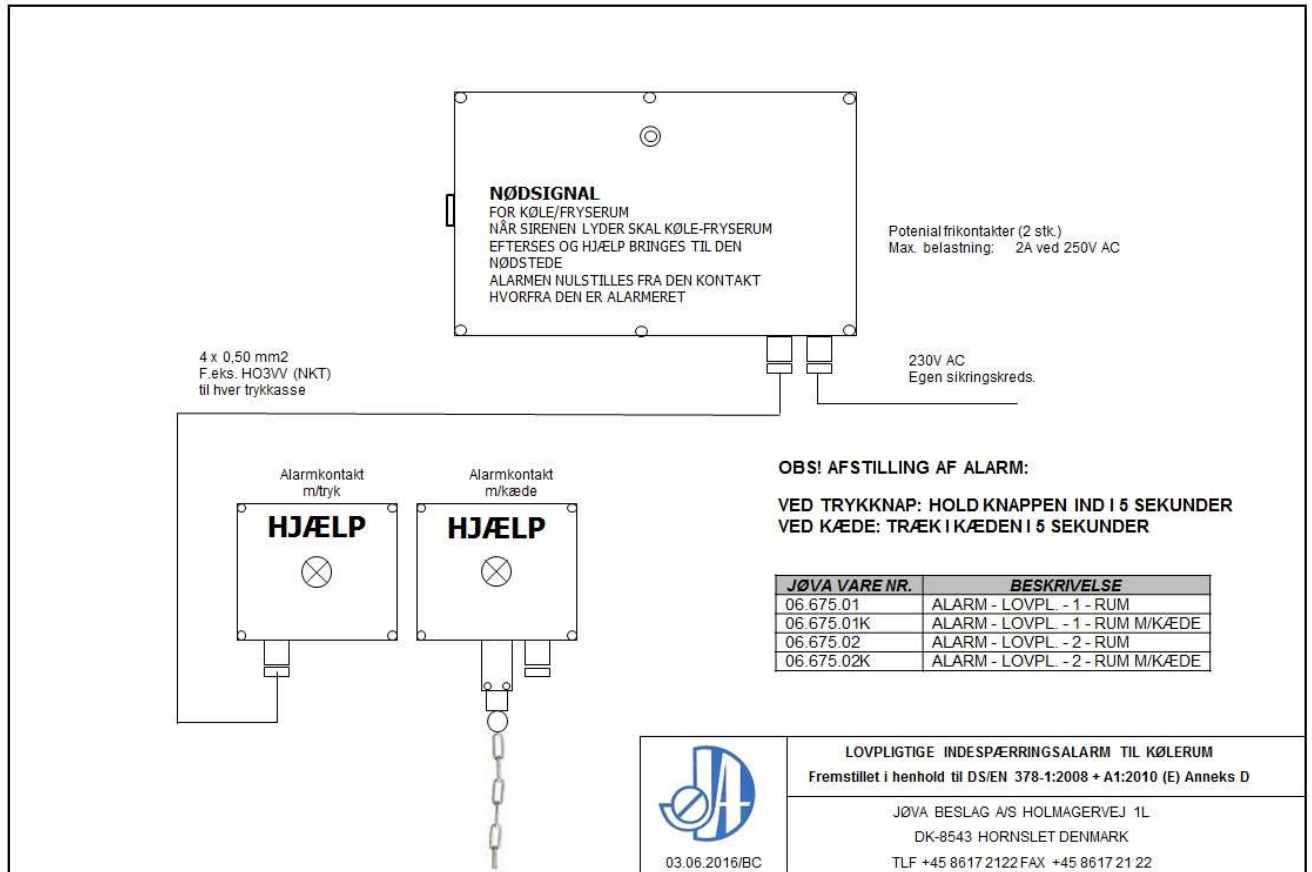 NØDSIGNAL
FOR KØLE/FRYSERUM
NÅR SIRENEN LYDER SKAL KØLE-FRYSERUM
EFTERSES OG HJÆLP BRINGES TIL DEN
NØDSTEDE
ALARMEN NULSTILLES FRA DEN KONTAKT
HVORFRA DEN ER ALARMERET
Potenial frikontakter (2 stk.)
Max. belastning: 2A ved 250V AC
4 x 0,50 mm2
F.eks. HO3VV (NKT)
til hver trykkasse
230V AC
Egen sikringskreds.
Alarmkontakt
m/tryk
HJÆLP
Alarmkontakt
m/kæde
HJÆLP
OBS! AFSTILLING AF ALARM:
VED TRYKKNAP: HOLD KNAPPEN IND I 5 SEKUNDER
VED KÆDE: TRÆK I KÆDEN I 5 SEKUNDER
JØVA VARE NR. BESKRIVELSE
06.675.01 ALARM - LOVPL. - 1 - RUM
06.675.01K ALARM - LOVPL. - 1 - RUM M/KÆDE
06.675.02 ALARM - LOVPL. - 2 - RUM
06.675.02K ALARM - LOVPL. - 2 - RUM M/KÆDE
JA
03.06.2016/BC
LOVPLIGTIGE INDESPÆRRINGSALARM TIL KØLERUM
Fremstillet i henhold til DS/EN 378-1:2008 + A1:2010 (E) Anneks D
JØVA BESLAG A/S HOLMAGERVEJ 1L
DK-8543 HORNSLET DENMARK
TLF +45 8617 2122 FAX +45 8617 21 22